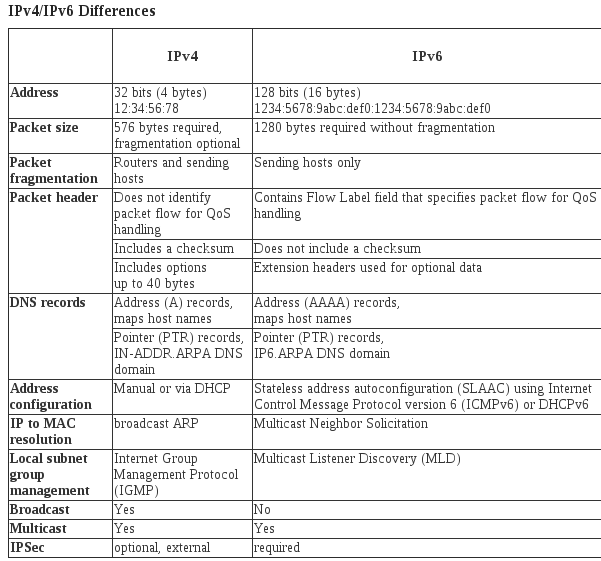 IPv4/IPv6 Differences
IPv4
IPv6
Address
32 bits (4 bytes)
12:34:56:78
128 bits (16 bytes)
1234:5678:9abc:def0:1234:5678:9abc:def0
Packet size
576 bytes required,
fragmentation optional
1280 bytes required without fragmentation
Packet
fragmentation
Routers and sending
hosts
Sending hosts only
Packet header
Does not identify
packet flow for QoS
handling
Contains Flow Label field that specifies packet flow for QoS
handling
Includes a checksum
Does not include a checksum
Includes options
up to 40 bytes
Extension headers used for optional data
DNS records
Address (A) records,
maps host names
Address (AAAA) records,
maps host names
Pointer (PTR) records,
IN-ADDR.ARPA DNS
domain
Pointer (PTR) records,
IP6.ARPA DNS domain
Address
configuration
Manual or via DHCP
Stateless address autoconfiguration (SLAAC) using Internet
Control Message Protocol version 6 (ICMPv6) or DHCPv6
IP to MAC
resolution
broadcast ARP
Multicast Neighbor Solicitation
Local subnet
group
management
Internet Group
Management Protocol
(IGMP)
Multicast Listener Discovery (MLD)
Broadcast
Yes
No
Multicast
Yes
Yes
IPSec
optional, external
required